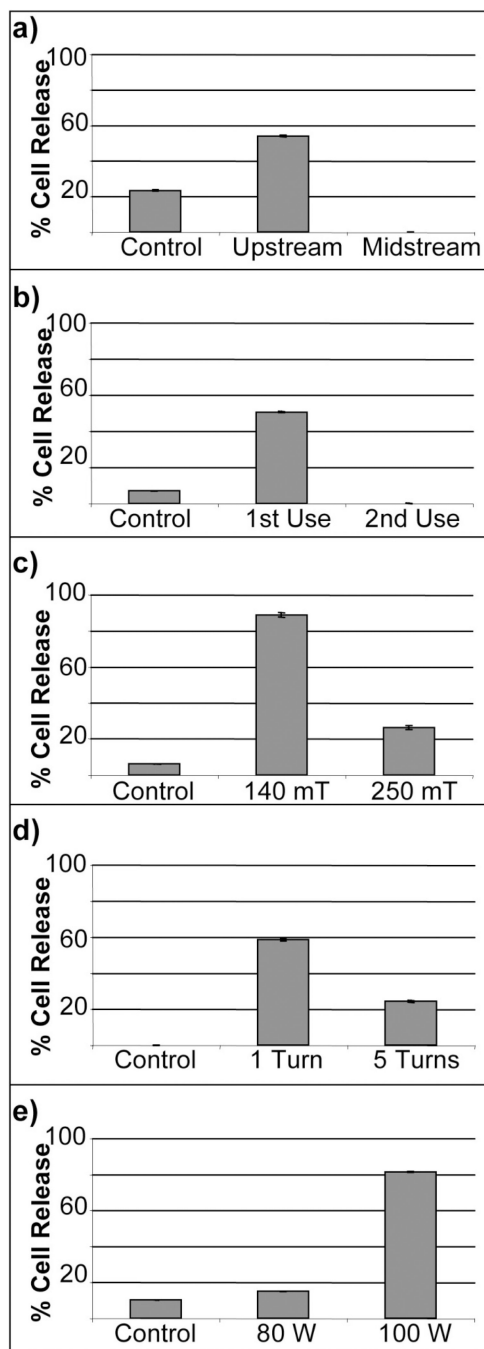 a)
% Cell Release
100
60
20
Control Upstream Midstream
b)
% Cell Release
100
60
20
Control 1st Use 2nd Use
c)
% Cell Release
100
60
20
Control 140 mT 250 mT
d)
% Cell Release
100
60
20
Control 1 Turn 5 Turns
e)
% Cell Release
100
60
20
Control 80 W 100 W